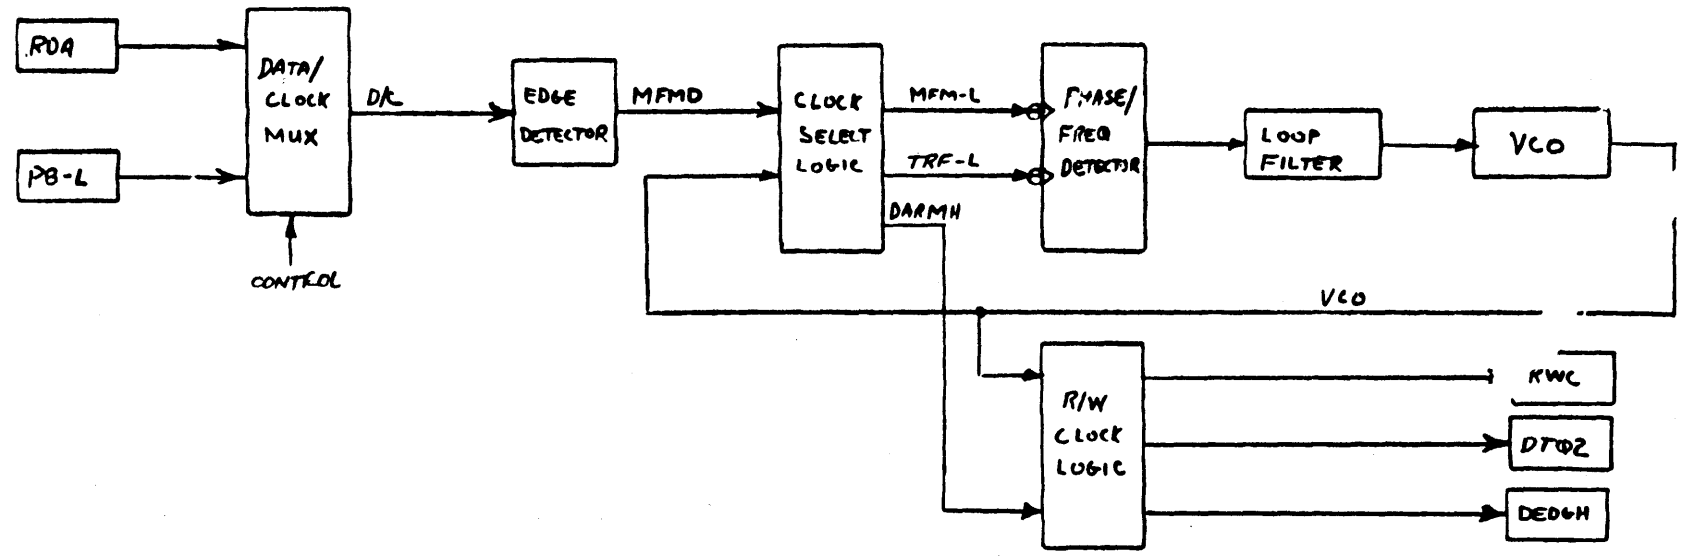 RDA
DATA/
CLOCK
MUX
PB-L
CONTROL
D/C
EDGE
DETECTOR
MFMD
CLOCK
SELECT
LOGIC
MFM-L
TRF-L
DARMH
PHASE/
FREQ
DETECTOR
LOOP
FILTER
VCO
VCO
R/W
CLOCK
LOGIC
RWC
DTΦ2
DEDGH